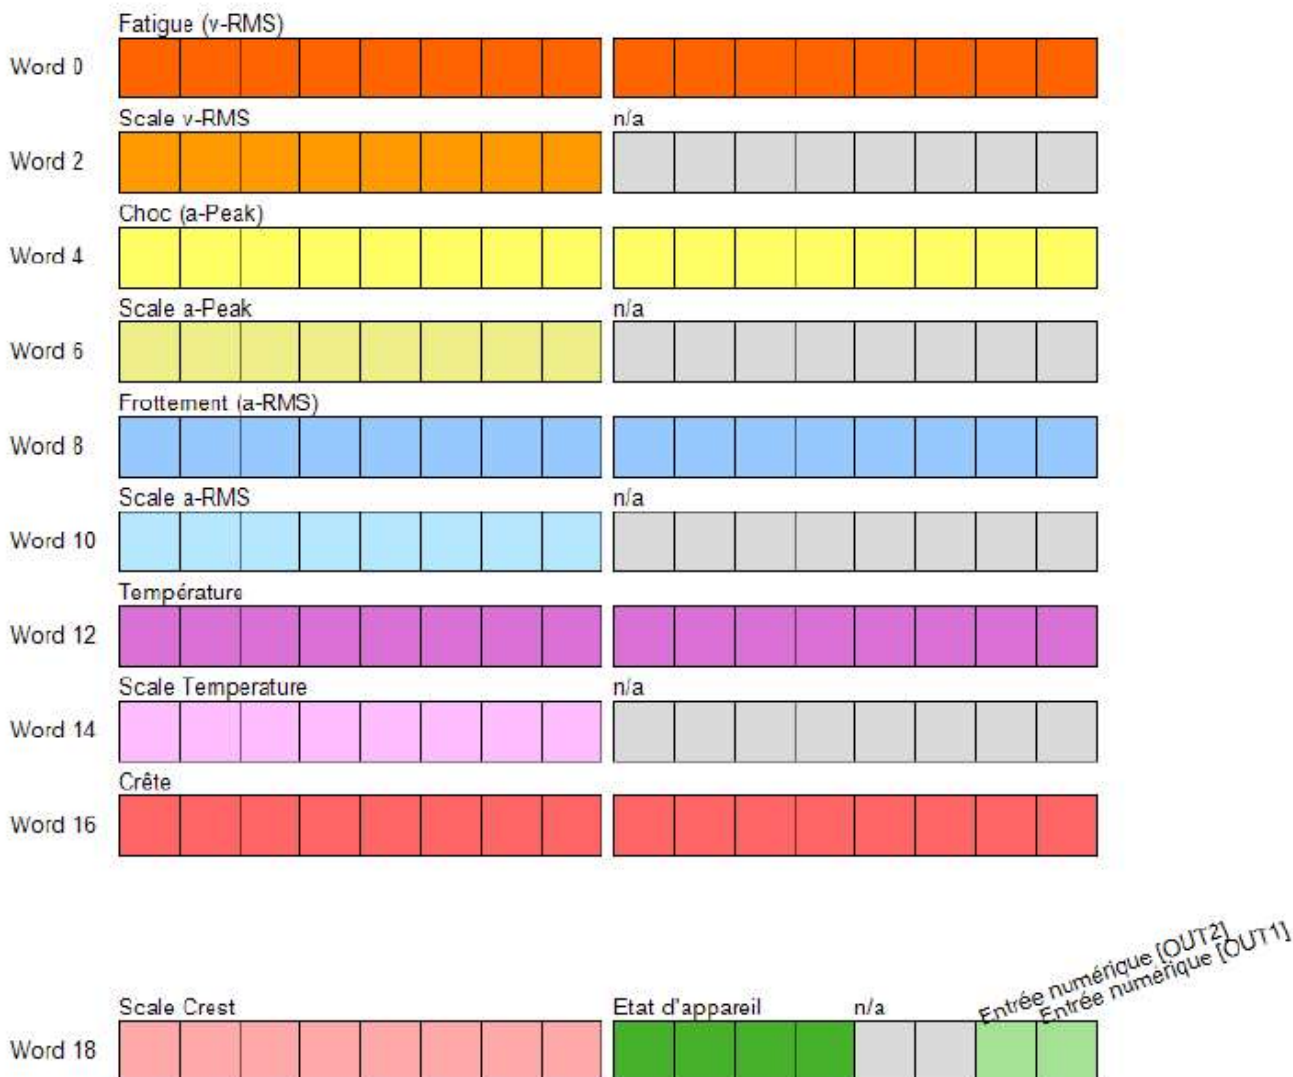 Fatigue (v-RMS)
Word 0
Scale v-RMS n/a
Word 2
Choc (a-Peak)
Word 4
Scale a-Peak n/a
Word 6
Frottement (a-RMS)
Word 8
Scale a-RMS n/a
Word 10
Température
Word 12
Scale Temperature n/a
Word 14
Crête
Word 16
Entrée numérique [OUT2]
Entrée numérique [OUT1]
Scale Crest Etat d'appareil n/a
Word 18